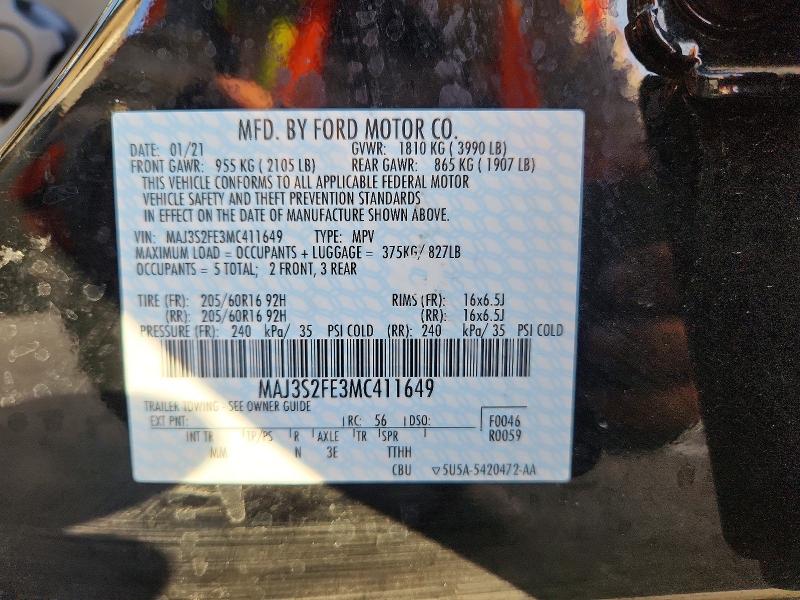 MFD. BY FORD MOTOR CO.
DATE: 01/21 GVWR: 1810 KG ( 3990 LB)
FRONT GAWR: 955 KG ( 2105 LB) REAR GAWR: 865 KG ( 1907 LB)
THIS VEHICLE CONFORMS TO ALL APPLICABLE FEDERAL MOTOR
VEHICLE SAFETY AND THEFT PREVENTION STANDARDS
IN EFFECT ON THE DATE OF MANUFACTURE SHOWN ABOVE.
VIN: MAJ3S2FE3MC411649 TYPE: MPV
MAXIMUM LOAD = OCCUPANTS + LUGGAGE = 375KG/ 827LB
OCCUPANTS = 5 TOTAL; 2 FRONT, 3 REAR
TIRE (FR): 205/60R16 92H RIMS (FR): 16x6.5J
(RR): 205/60R16 92H (RR): 16x6.5J
PRESSURE (FR): 240 kPa/ 35 PSI COLD (RR): 240 kPa/ 35 PSI COLD
MAJ3S2FE3MC411649
TRAILER TOWING - SEE OWNER GUIDE
EXT PNT: RC: 56 DSO: F0046
INT TR TP/PS R AXLE TR SPR R0059
MM N 3E TTHH
CBU ▽5U5A-5420472-AA